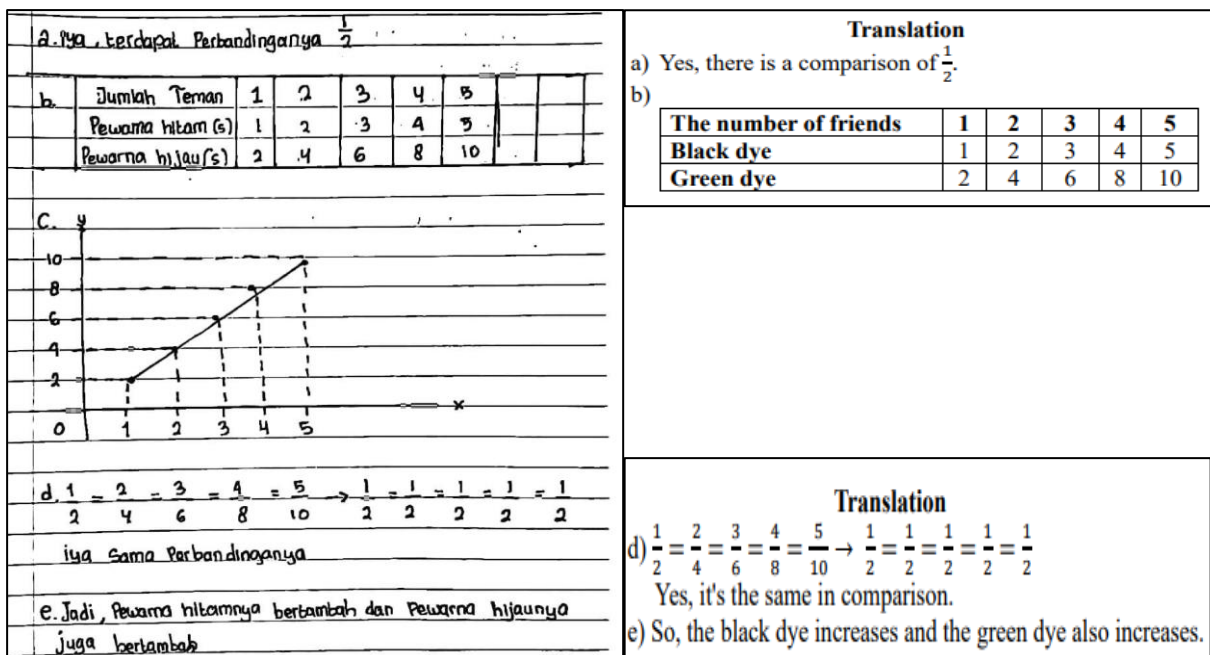 a. iya, terdapat Perbandinganya 1/2
b. Jumlah Teman 1 2 3 4 5
Pewarna hitam (s) 1 2 3 4 5
Pewarna hijau (s) 2 4 6 8 10
C. y
10
8
6
4
2
x
0 1 2 3 4 5
d. 1/2 = 2/4 = 3/6 = 4/8 = 5/10 → 1/2 = 1/2 = 1/2 = 1/2 = 1/2
iya Sama Perbandinganya
e. Jadi, Pewarna hitamnya bertambah dan Pewarna hijaunya
juga bertambah
Translation
a) Yes, there is a comparison of 1/2.
b)
The number of friends 1 2 3 4 5
Black dye 1 2 3 4 5
Green dye 2 4 6 8 10
Translation
d) 1/2 = 2/4 = 3/6 = 4/8 = 5/10 → 1/2 = 1/2 = 1/2 = 1/2 = 1/2
Yes, it's the same in comparison.
e) So, the black dye increases and the green dye also increases.